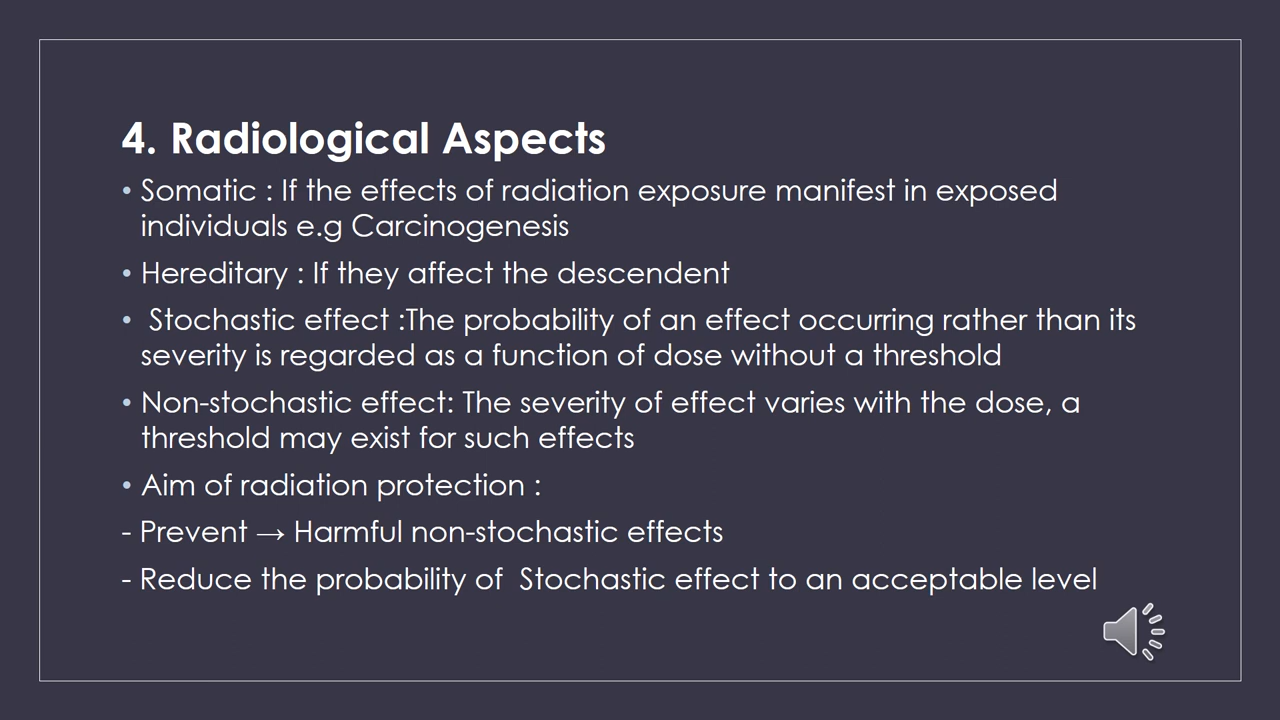 4. Radiological Aspects
• Somatic : If the effects of radiation exposure manifest in exposed
individuals e.g Carcinogenesis
• Hereditary : If they affect the descendent
• Stochastic effect :The probability of an effect occurring rather than its
severity is regarded as a function of dose without a threshold
• Non-stochastic effect: The severity of effect varies with the dose, a
threshold may exist for such effects
• Aim of radiation protection :
- Prevent → Harmful non-stochastic effects
- Reduce the probability of Stochastic effect to an acceptable level